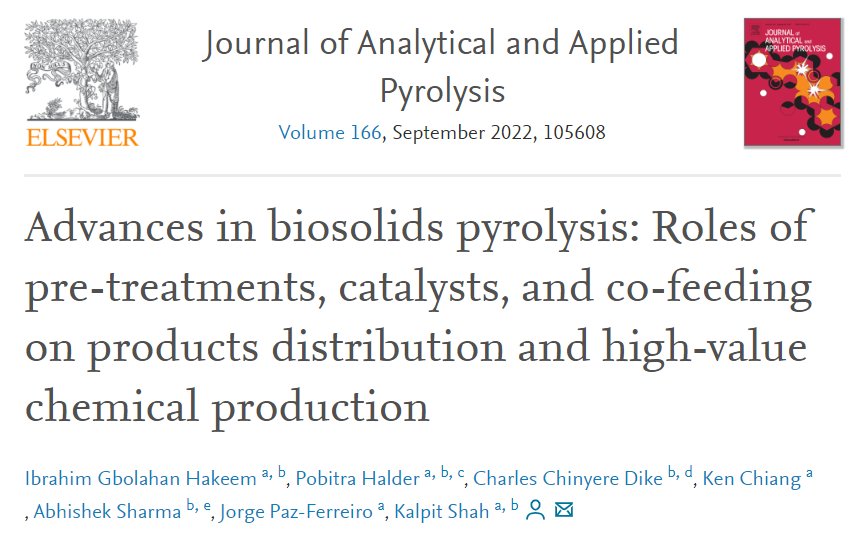 Journal of Analytical and Applied
Pyrolysis
Volume 166, September 2022, 105608
ELSEVIER
JOURNAL of
ANALYTICAL and
APPLIED PYROLYSIS
Advances in biosolids pyrolysis: Roles of
pre-treatments, catalysts, and co-feeding
on products distribution and high-value
chemical production
Ibrahim Gbolahan Hakeem a, b, Pobitra Halder a, b, c, Charles Chinyere Dike b, d, Ken Chiang a
, Abhishek Sharma b, e, Jorge Paz-Ferreiro a, Kalpit Shah a, b